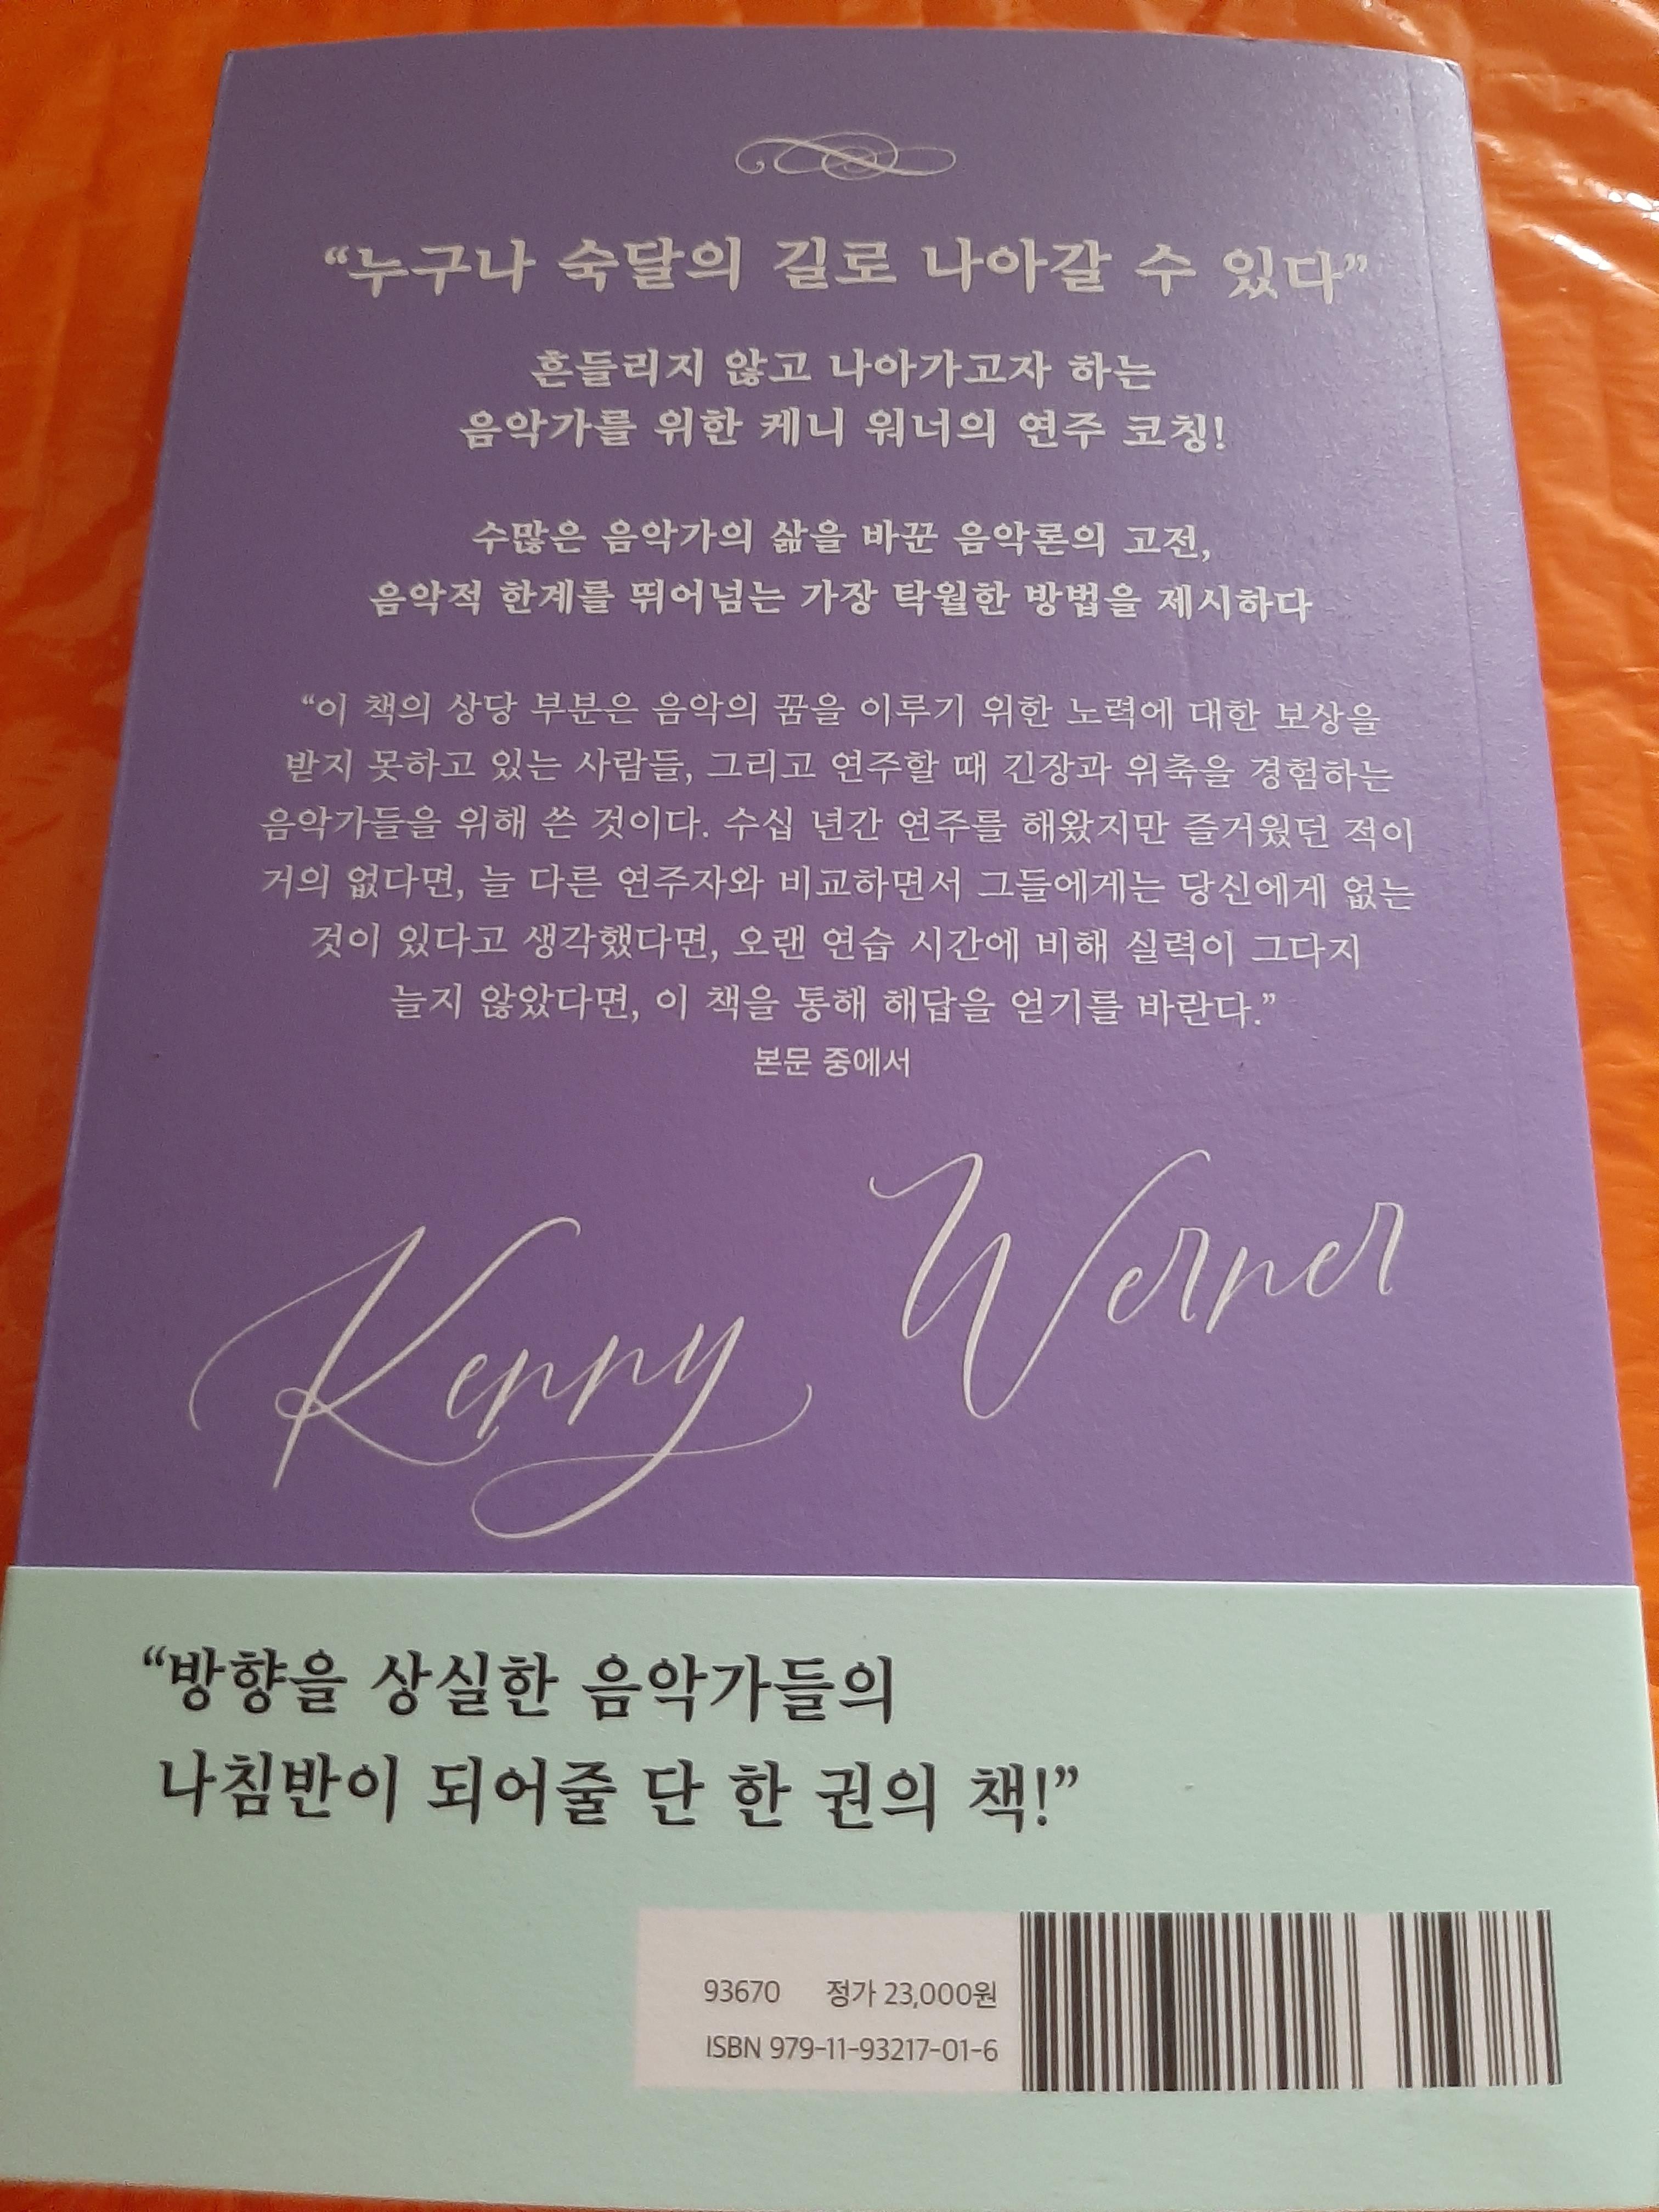 “누구나 숙달의 길로 나아갈 수 있다”
흔들리지 않고 나아가고자 하는
음악가를 위한 케니 워너의 연주 코칭!
수많은 음악가의 삶을 바꾼 음악론의 고전,
음악적 한계를 뛰어넘는 가장 탁월한 방법을 제시하다
“이 책의 상당 부분은 음악의 꿈을 이루기 위한 노력에 대한 보상을
받지 못하고 있는 사람들, 그리고 연주할 때 긴장과 위축을 경험하는
음악가들을 위해 쓴 것이다. 수십 년간 연주를 해왔지만 즐거웠던 적이
거의 없다면, 늘 다른 연주자와 비교하면서 그들에게는 당신에게 없는
것이 있다고 생각했다면, 오랜 연습 시간에 비해 실력이 그다지
늘지 않았다면, 이 책을 통해 해답을 얻기를 바란다.”
본문 중에서
Kenny Werner
“방향을 상실한 음악가들의
나침반이 되어줄 단 한 권의 책!”
93670 정가 23,000원
ISBN 979-11-93217-01-6